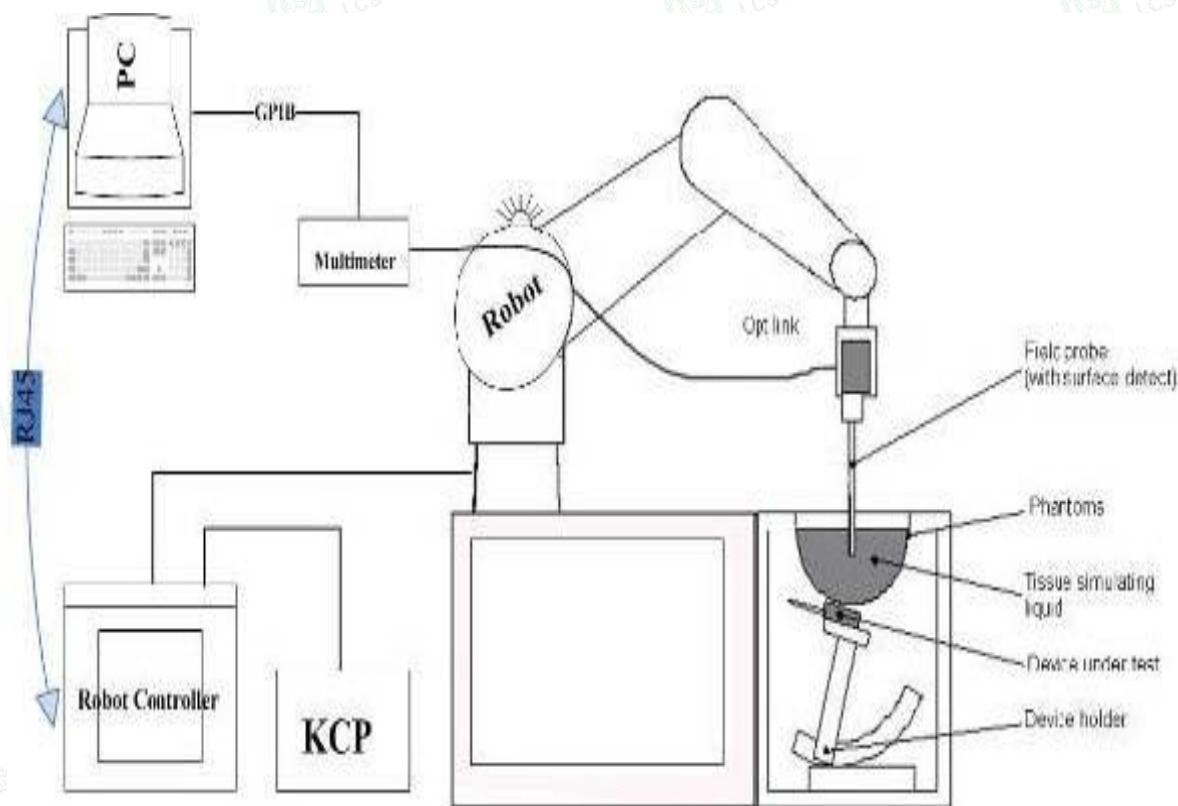 PC
GPIB
Multimeter
Robot
Opt link
Field probe
(with surface detect)
RJ45
Phantoms
Tissue simulating
liquid
Device under test
Device holder
Robot Controller
KCP